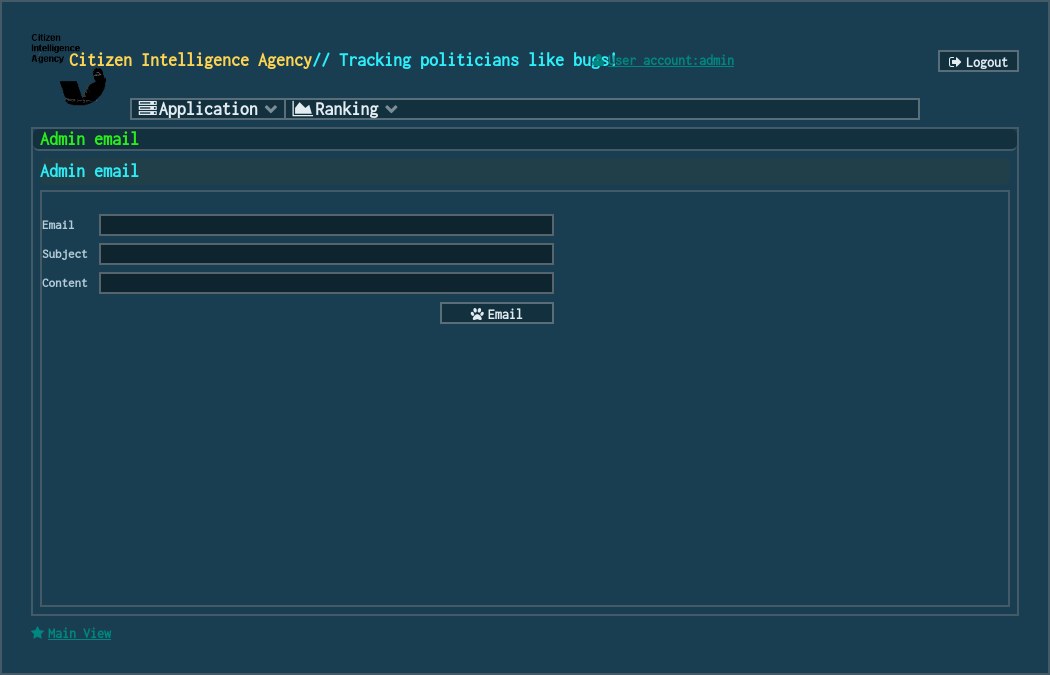 Citizen
Intelligence
Agency
Citizen Intelligence Agency// Tracking politicians like bugs!
User account:admin
Logout
Application
Ranking
Admin email
Admin email
Email
Subject
Content
Email
Main View